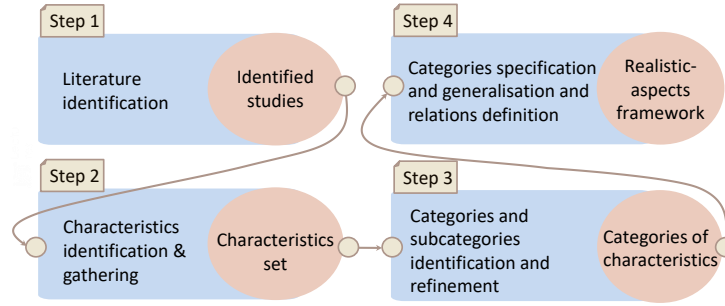 Step 1
Literature
identification
Identified
studies
Step 2
Characteristics
identification &
gathering
Characteristics
set
Step 3
Categories and
subcategories
identification and
refinement
Categories of
characteristics
Step 4
Categories specification
and generalisation and
relations definition
Realistic-
aspects
framework